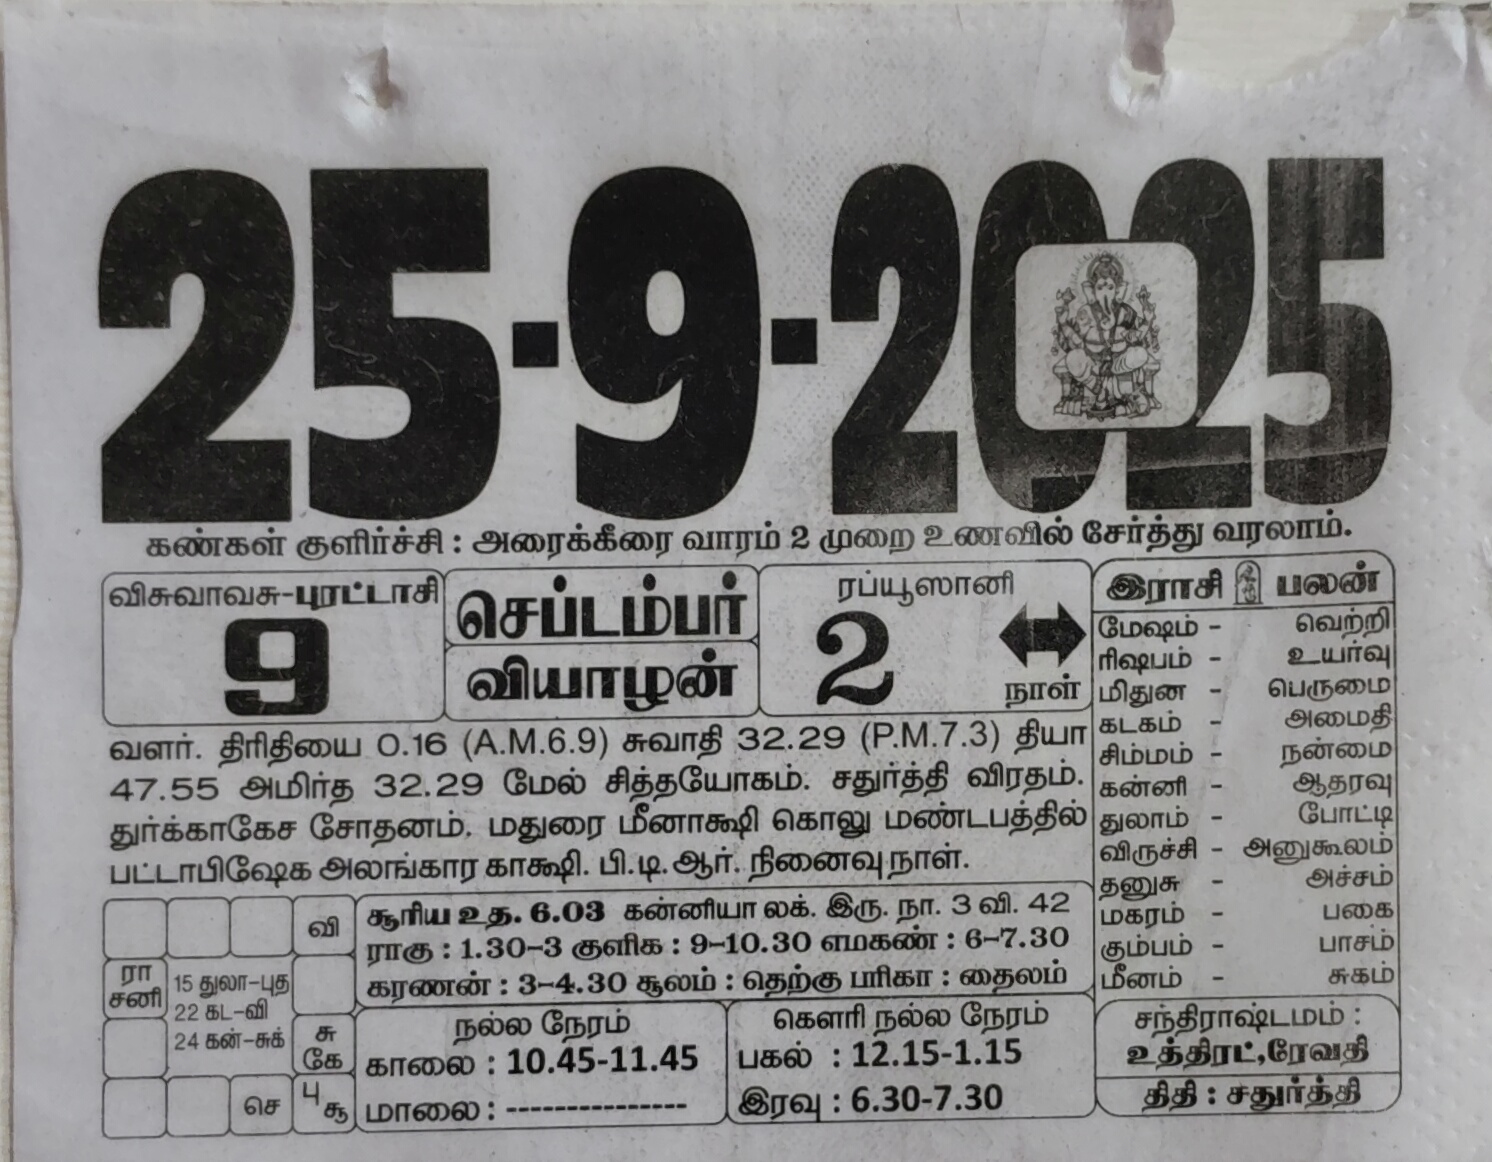 25-9-2025
கண்கள் குளிர்ச்சி : அரைக்கீரை வாரம் 2 முறை உணவில் சேர்த்து வரலாம்.
விசுவாவசு-புரட்டாசி
9
செப்டம்பர்
வியாழன்
ரப்யூஸானி
2
நாள்
வளர். திரிதியை 0.16 (A.M.6.9) சுவாதி 32.29 (P.M.7.3) தியா
47.55 அமிர்த 32.29 மேல் சித்தயோகம். சதுர்த்தி விரதம்.
துர்க்காகேச சோதனம். மதுரை மீனாக்ஷி கொலு மண்டபத்தில்
பட்டாபிஷேக அலங்கார காக்ஷி. பி.டி.ஆர். நினைவு நாள்.
இராசி பலன்
மேஷம் - வெற்றி
ரிஷபம் - உயர்வு
மிதுன - பெருமை
கடகம் - அமைதி
சிம்மம் - நன்மை
கன்னி - ஆதரவு
துலாம் - போட்டி
விருச்சி - அனுகூலம்
தனுசு - அச்சம்
மகரம் - பகை
கும்பம் - பாசம்
மீனம் - சுகம்
சந்திராஷ்டமம் :
உத்திரட்,ரேவதி
திதி : சதுர்த்தி
வி
ரா
சனி
15 துலா-புத
22 கட-வி
24 கன்-சுக்
சு
கே
செ
பு
சூ
சூரிய உத. 6.03 கன்னியா லக். இரு. நா. 3 வி. 42
ராகு : 1.30-3 குளிக : 9-10.30 எமகண் : 6-7.30
கரணன் : 3-4.30 சூலம் : தெற்கு பரிகா : தைலம்
நல்ல நேரம்
காலை : 10.45-11.45
மாலை : ---------------
கௌரி நல்ல நேரம்
பகல் : 12.15-1.15
இரவு : 6.30-7.30